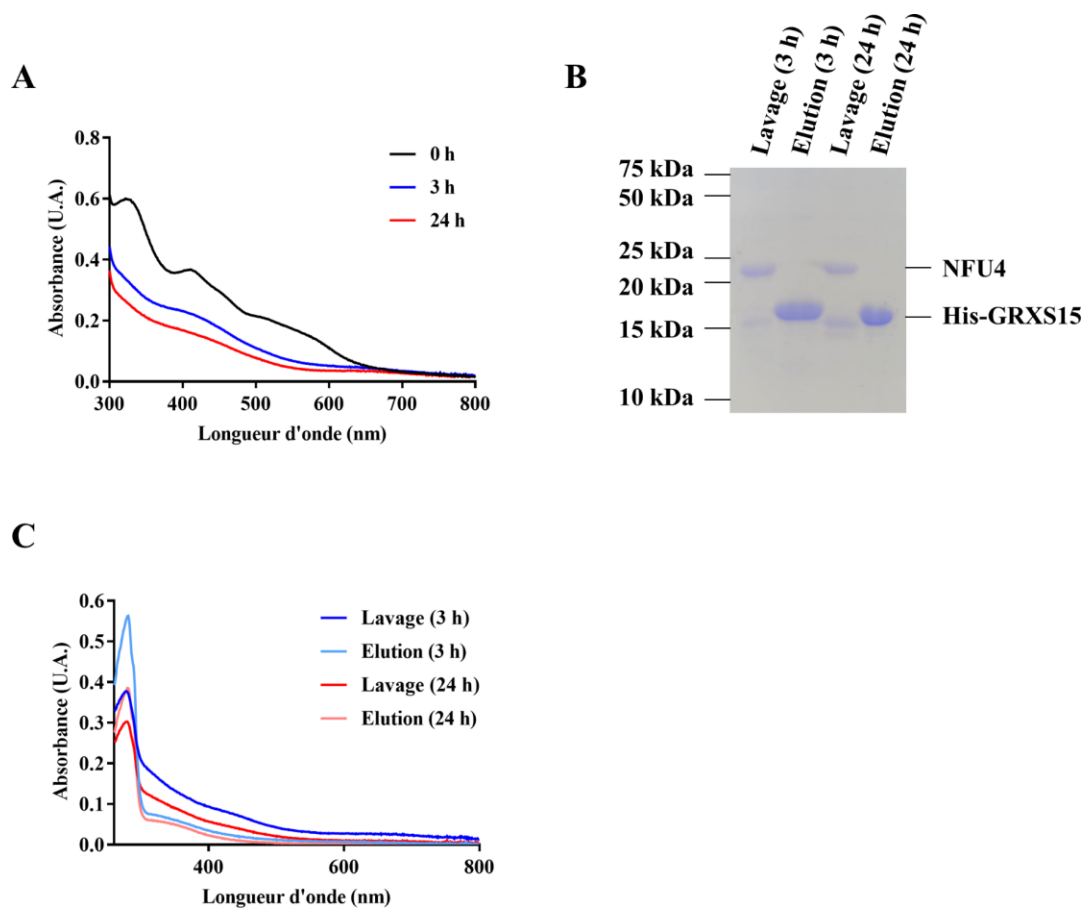 A
Absorbance (U.A.)
0.8
0.6
0.4
0.2
0.0
300
400
500
600
700
800
Longueur d'onde (nm)
0 h
3 h
24 h
B
Lavage (3 h)
Elution (3 h)
Lavage (24 h)
Elution (24 h)
75 kDa
50 kDa
25 kDa
20 kDa
15 kDa
10 kDa
NFU4
His-GRXS15
C
Absorbance (U.A.)
0.6
0.5
0.4
0.3
0.2
0.1
0.0
400
600
800
Longueur d'onde (nm)
Lavage (3 h)
Elution (3 h)
Lavage (24 h)
Elution (24 h)